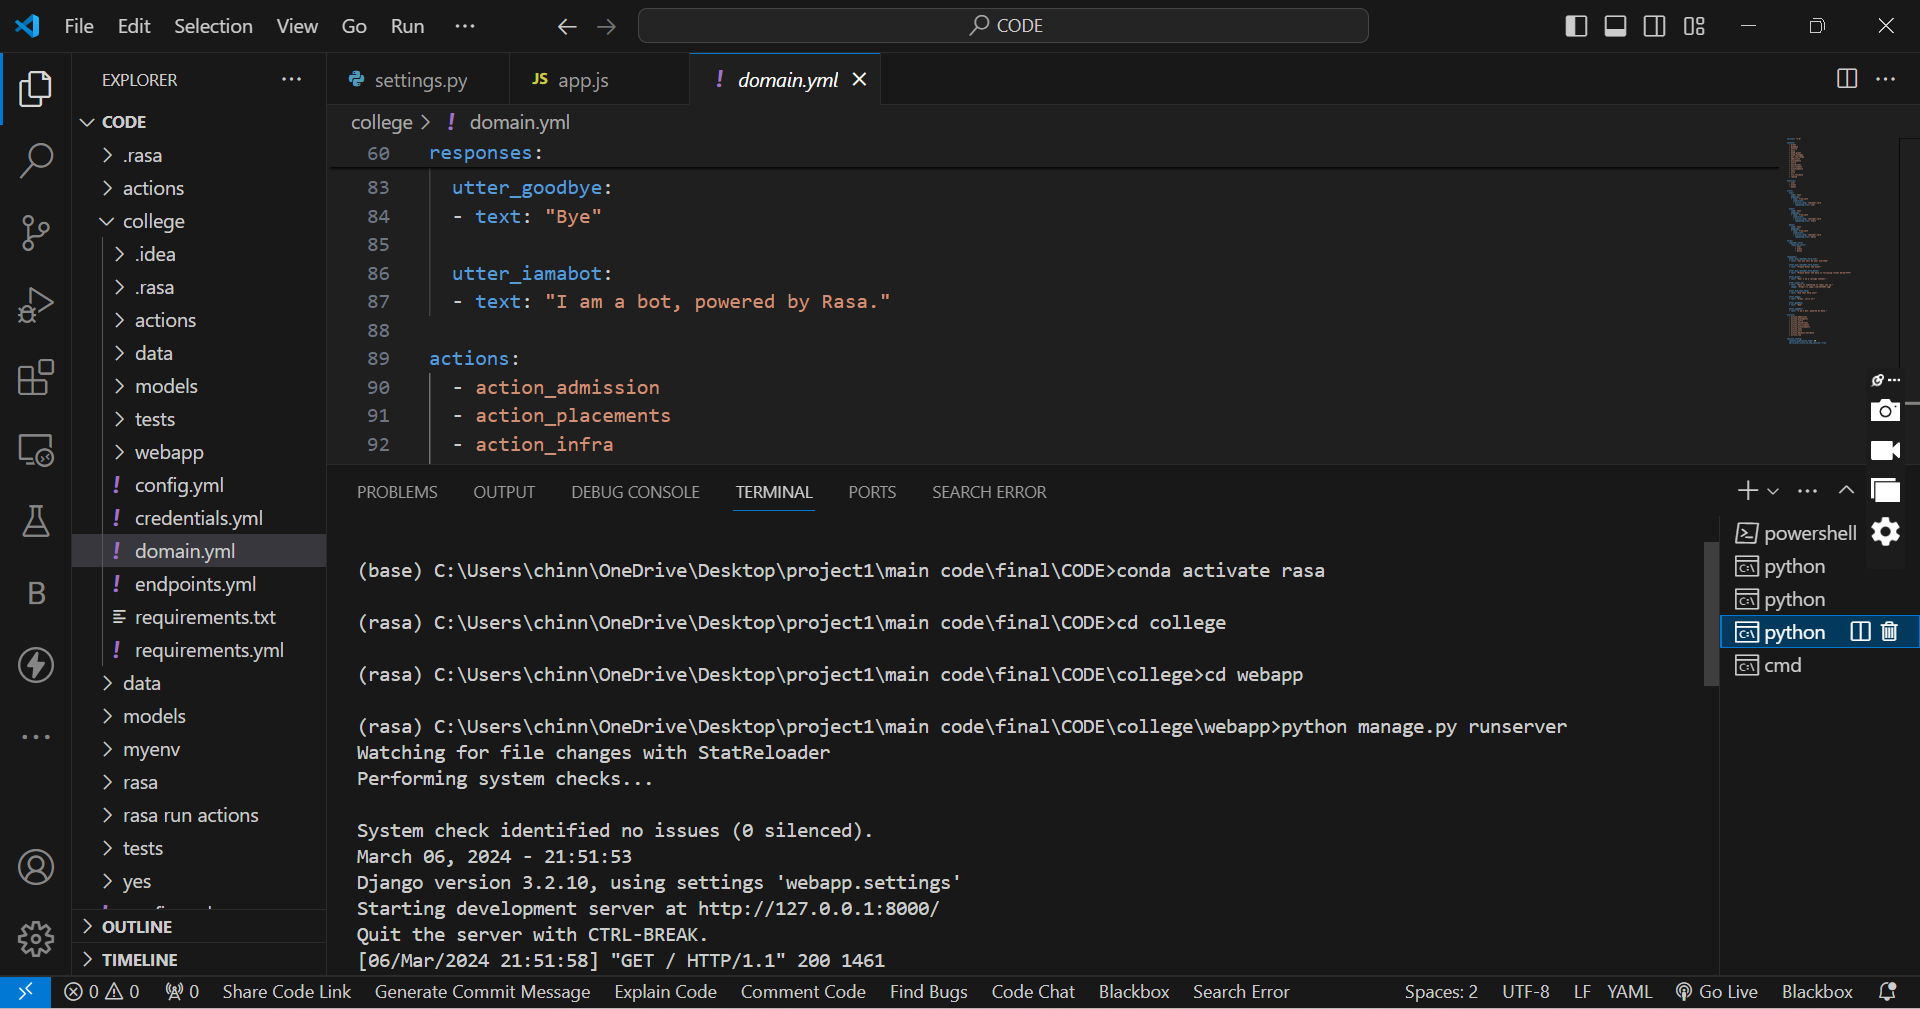 File Edit Selection View Go Run ...
CODE
EXPLORER
settings.py
JS app.js
! domain.yml
CODE
.rasa
actions
college
.idea
.rasa
actions
data
models
tests
webapp
! config.yml
! credentials.yml
! domain.yml
! endpoints.yml
requirements.txt
! requirements.yml
data
models
myenv
rasa
rasa run actions
tests
yes
OUTLINE
TIMELINE
B
college > ! domain.yml
60 responses:
83 utter_goodbye:
84 - text: "Bye"
85
86 utter_iamabot:
87 - text: "I am a bot, powered by Rasa."
88
89 actions:
90 - action_admission
91 - action_placements
92 - action_infra
PROBLEMS OUTPUT DEBUG CONSOLE TERMINAL PORTS SEARCH ERROR
(base) C:\Users\chinn\OneDrive\Desktop\project1\main code\final\CODE>conda activate rasa
(rasa) C:\Users\chinn\OneDrive\Desktop\project1\main code\final\CODE>cd college
(rasa) C:\Users\chinn\OneDrive\Desktop\project1\main code\final\CODE\college>cd webapp
(rasa) C:\Users\chinn\OneDrive\Desktop\project1\main code\final\CODE\college\webapp>python manage.py runserver
Watching for file changes with StatReloader
Performing system checks...
System check identified no issues (0 silenced).
March 06, 2024 - 21:51:53
Django version 3.2.10, using settings 'webapp.settings'
Starting development server at http://127.0.0.1:8000/
Quit the server with CTRL-BREAK.
[06/Mar/2024 21:51:58] "GET / HTTP/1.1" 200 1461
powershell
python
python
python
cmd
0 0 0 Share Code Link Generate Commit Message Explain Code Comment Code Find Bugs Code Chat Blackbox Search Error Spaces: 2 UTF-8 LF YAML Go Live Blackbox